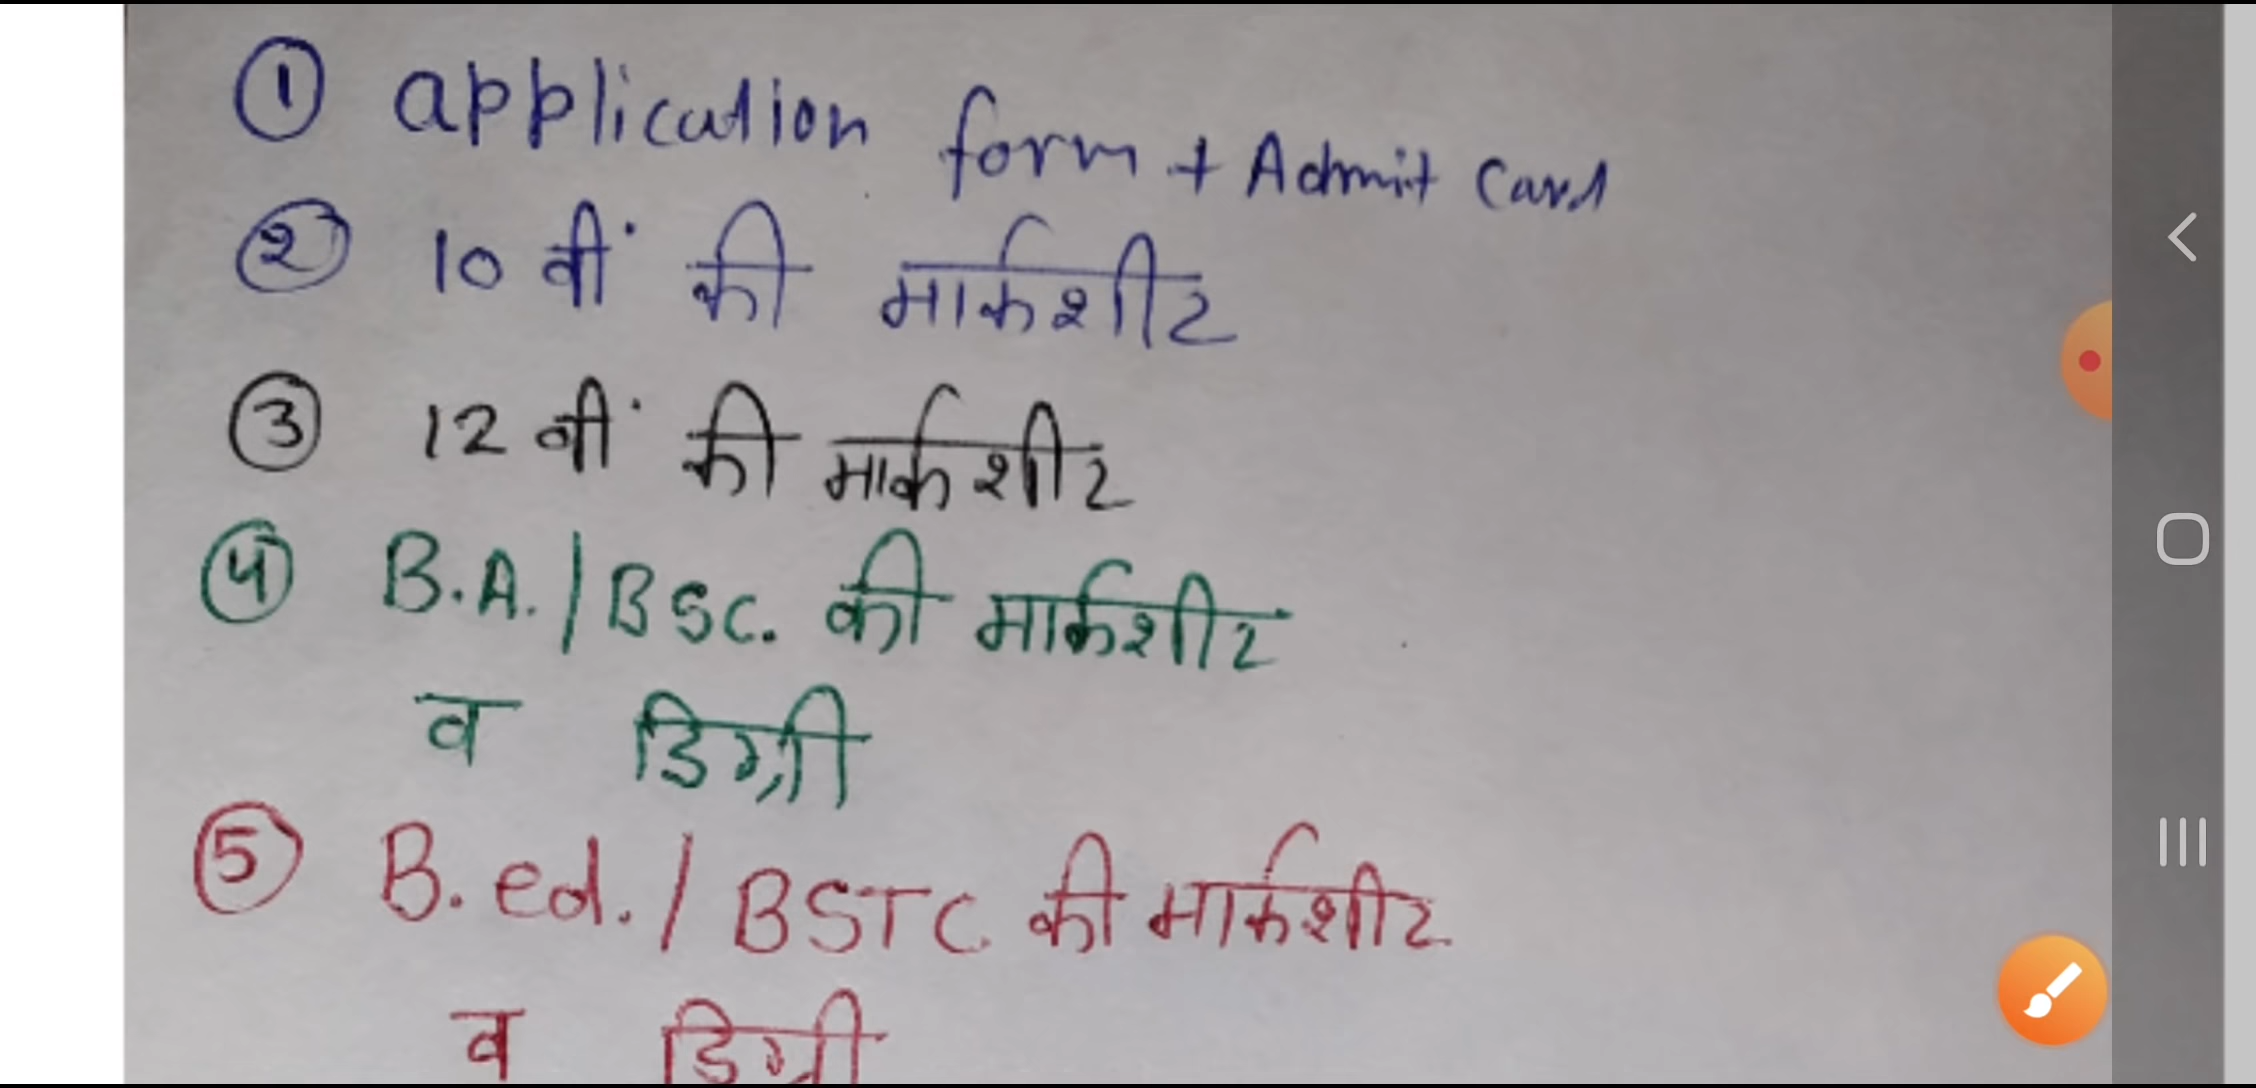 ① application form + Admit Card
② 10 वीं की मार्कशीट
③ 12 वीं की मार्कशीट
④ B.A. / BSC. की मार्कशीट
व डिग्री
⑤ B.ed. / BSTC की मार्कशीट
व डिग्री